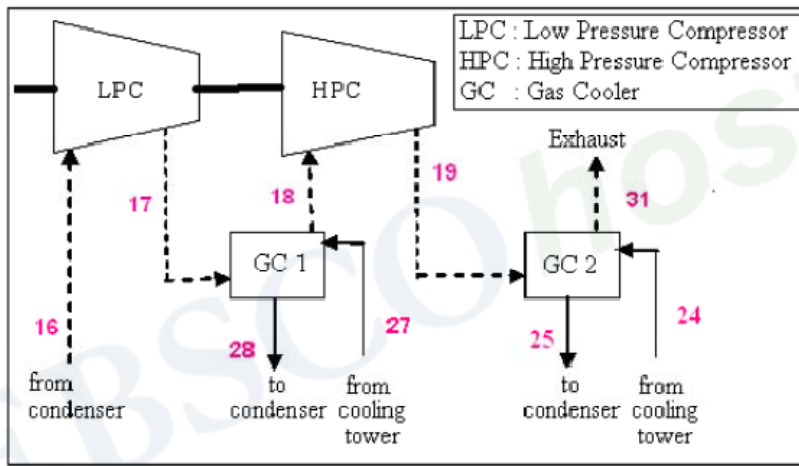 LPC : Low Pressure Compressor
HPC : High Pressure Compressor
GC : Gas Cooler
LPC
HPC
Exhaust
17
18
19
31
GC 1
GC 2
16
28
27
25
24
from
condenser
to
condenser
from
cooling
tower
to
condenser
from
cooling
tower
EBSCOhost